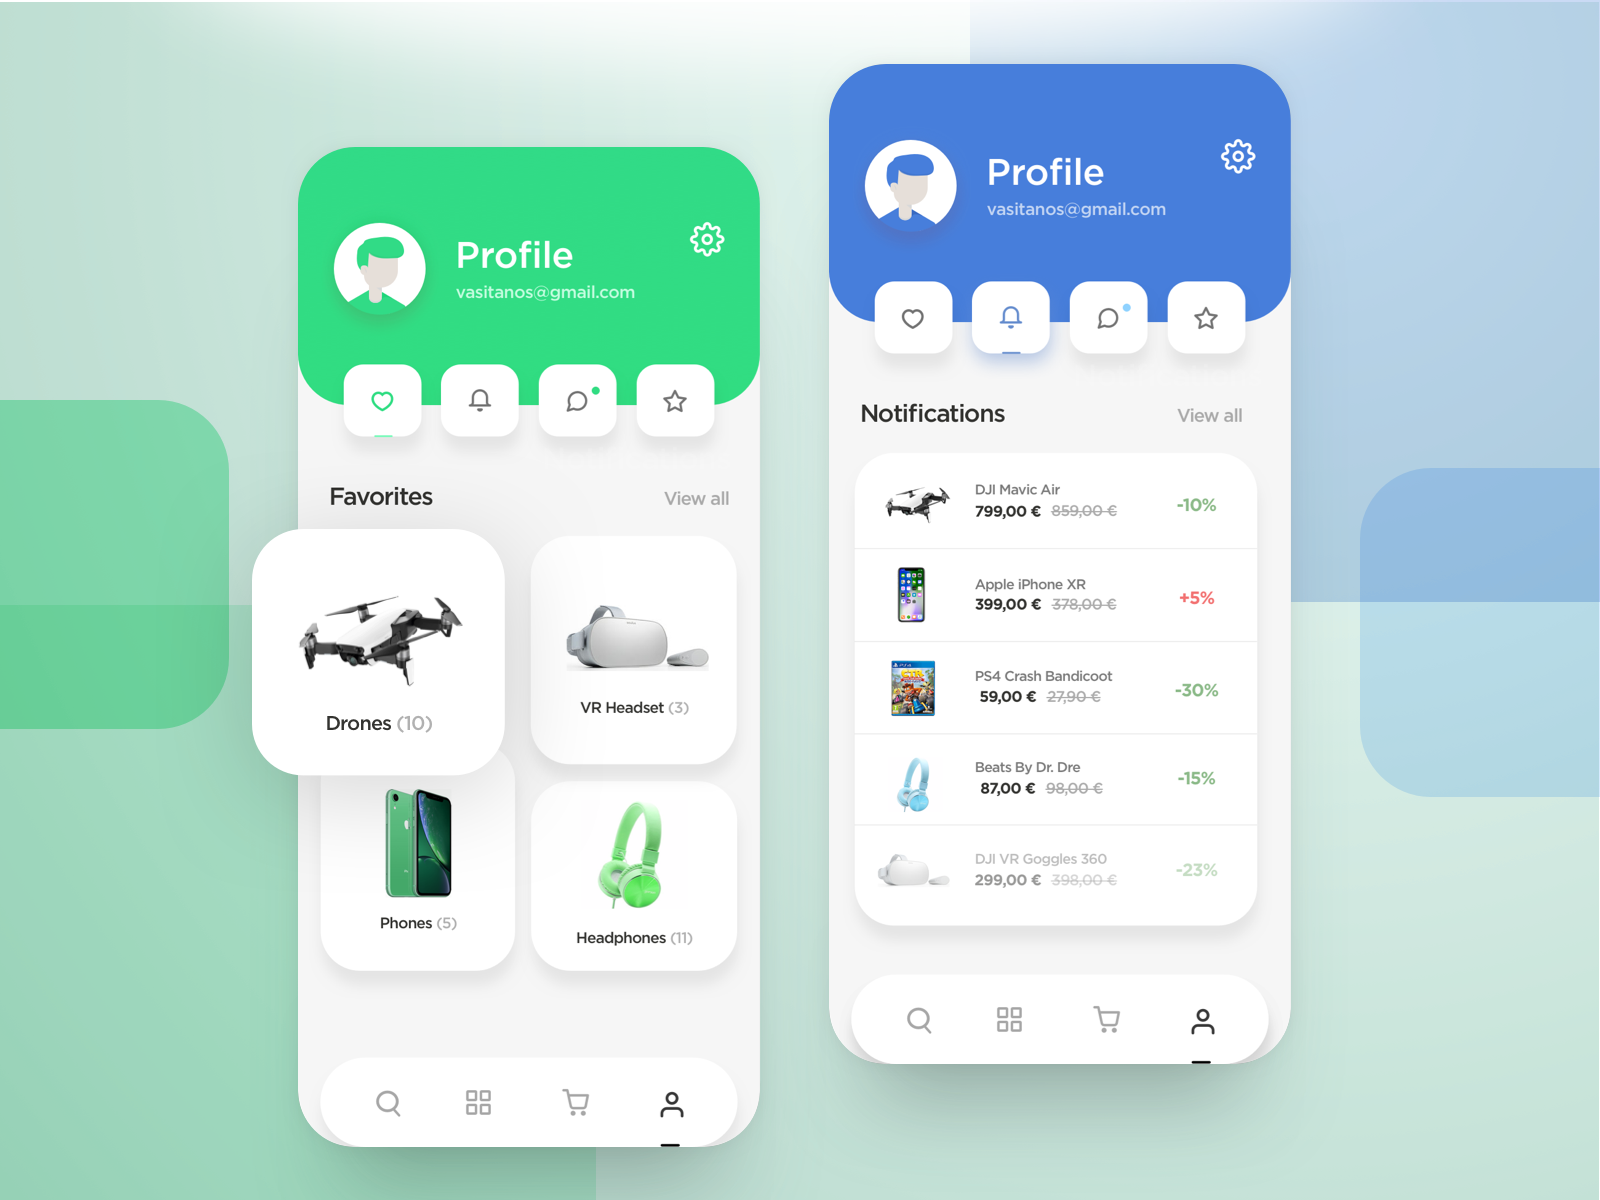 Profile
vasitanos@gmail.com
Favorites
View all
Drones (10)
VR Headset (3)
Phones (5)
Headphones (11)
Profile
vasitanos@gmail.com
Notifications
View all
DJI Mavic Air
799,00 € 859,00 €
-10%
Apple iPhone XR
399,00 € 378,00 €
+5%
PS4 Crash Bandicoot
59,00 € 27,90 €
-30%
Beats By Dr. Dre
87,00 € 98,00 €
-15%
DJI VR Goggles 360
299,00 € 398,00 €
-23%